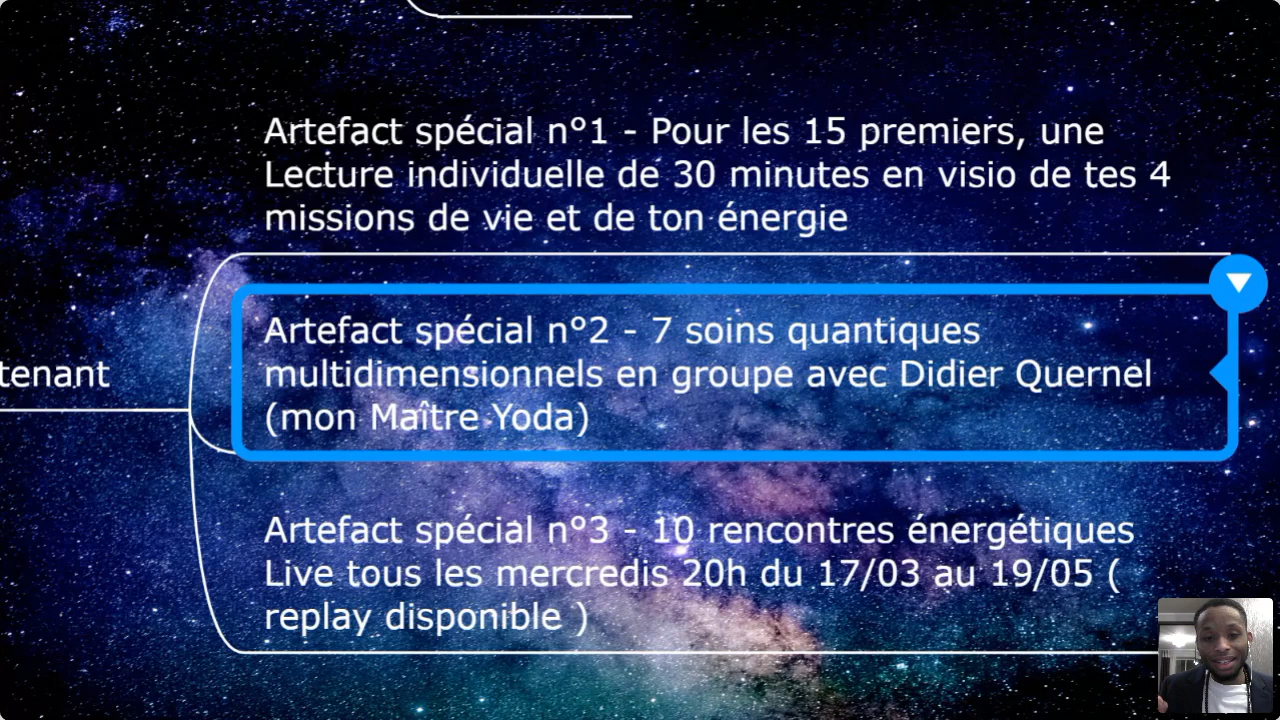 Artefact spécial n°1 - Pour les 15 premiers, une
Lecture individuelle de 30 minutes en visio de tes 4
missions de vie et de ton énergie
Artefact spécial n°2 - 7 soins quantiques
multidimensionnels en groupe avec Didier Quernel
(mon Maître Yoda)
tenant
Artefact spécial n°3 - 10 rencontres énergétiques
Live tous les mercredis 20h du 17/03 au 19/05 (
replay disponible )